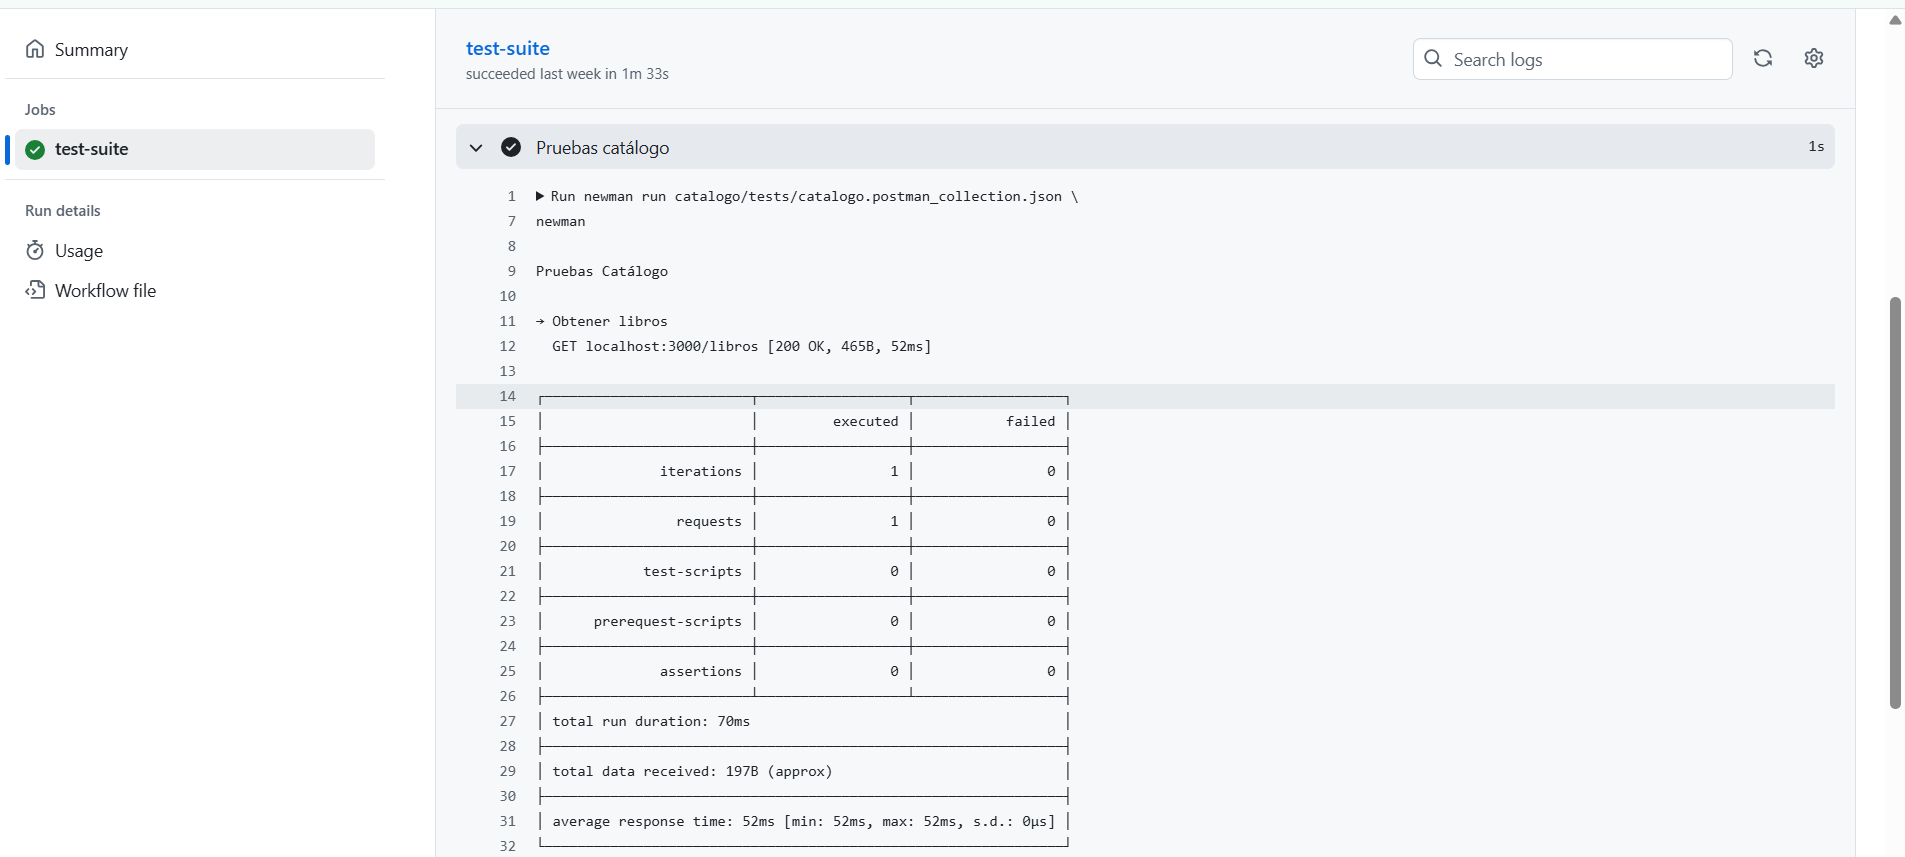 Summary
Jobs
test-suite
Run details
Usage
Workflow file
test-suite
succeeded last week in 1m 33s
Search logs
Pruebas catálogo 1s
1 Run newman run catalogo/tests/catalogo.postman_collection.json \
7 newman
8
9 Pruebas Catálogo
10
11 → Obtener libros
12 GET localhost:3000/libros [200 OK, 465B, 52ms]
13
14
15 executed failed
16
17 iterations 1 0
18
19 requests 1 0
20
21 test-scripts 0 0
22
23 prerequest-scripts 0 0
24
25 assertions 0 0
26
27 total run duration: 70ms
28
29 total data received: 197B (approx)
30
31 average response time: 52ms [min: 52ms, max: 52ms, s.d.: 0µs]
32